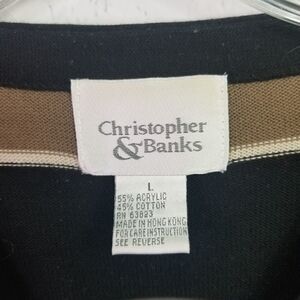 Christopher
& Banks
L
55% ACRYLIC
45% COTTON
RN 63823
MADE IN HONG KONG
FOR CARE INSTRUCTION
SEE REVERSE